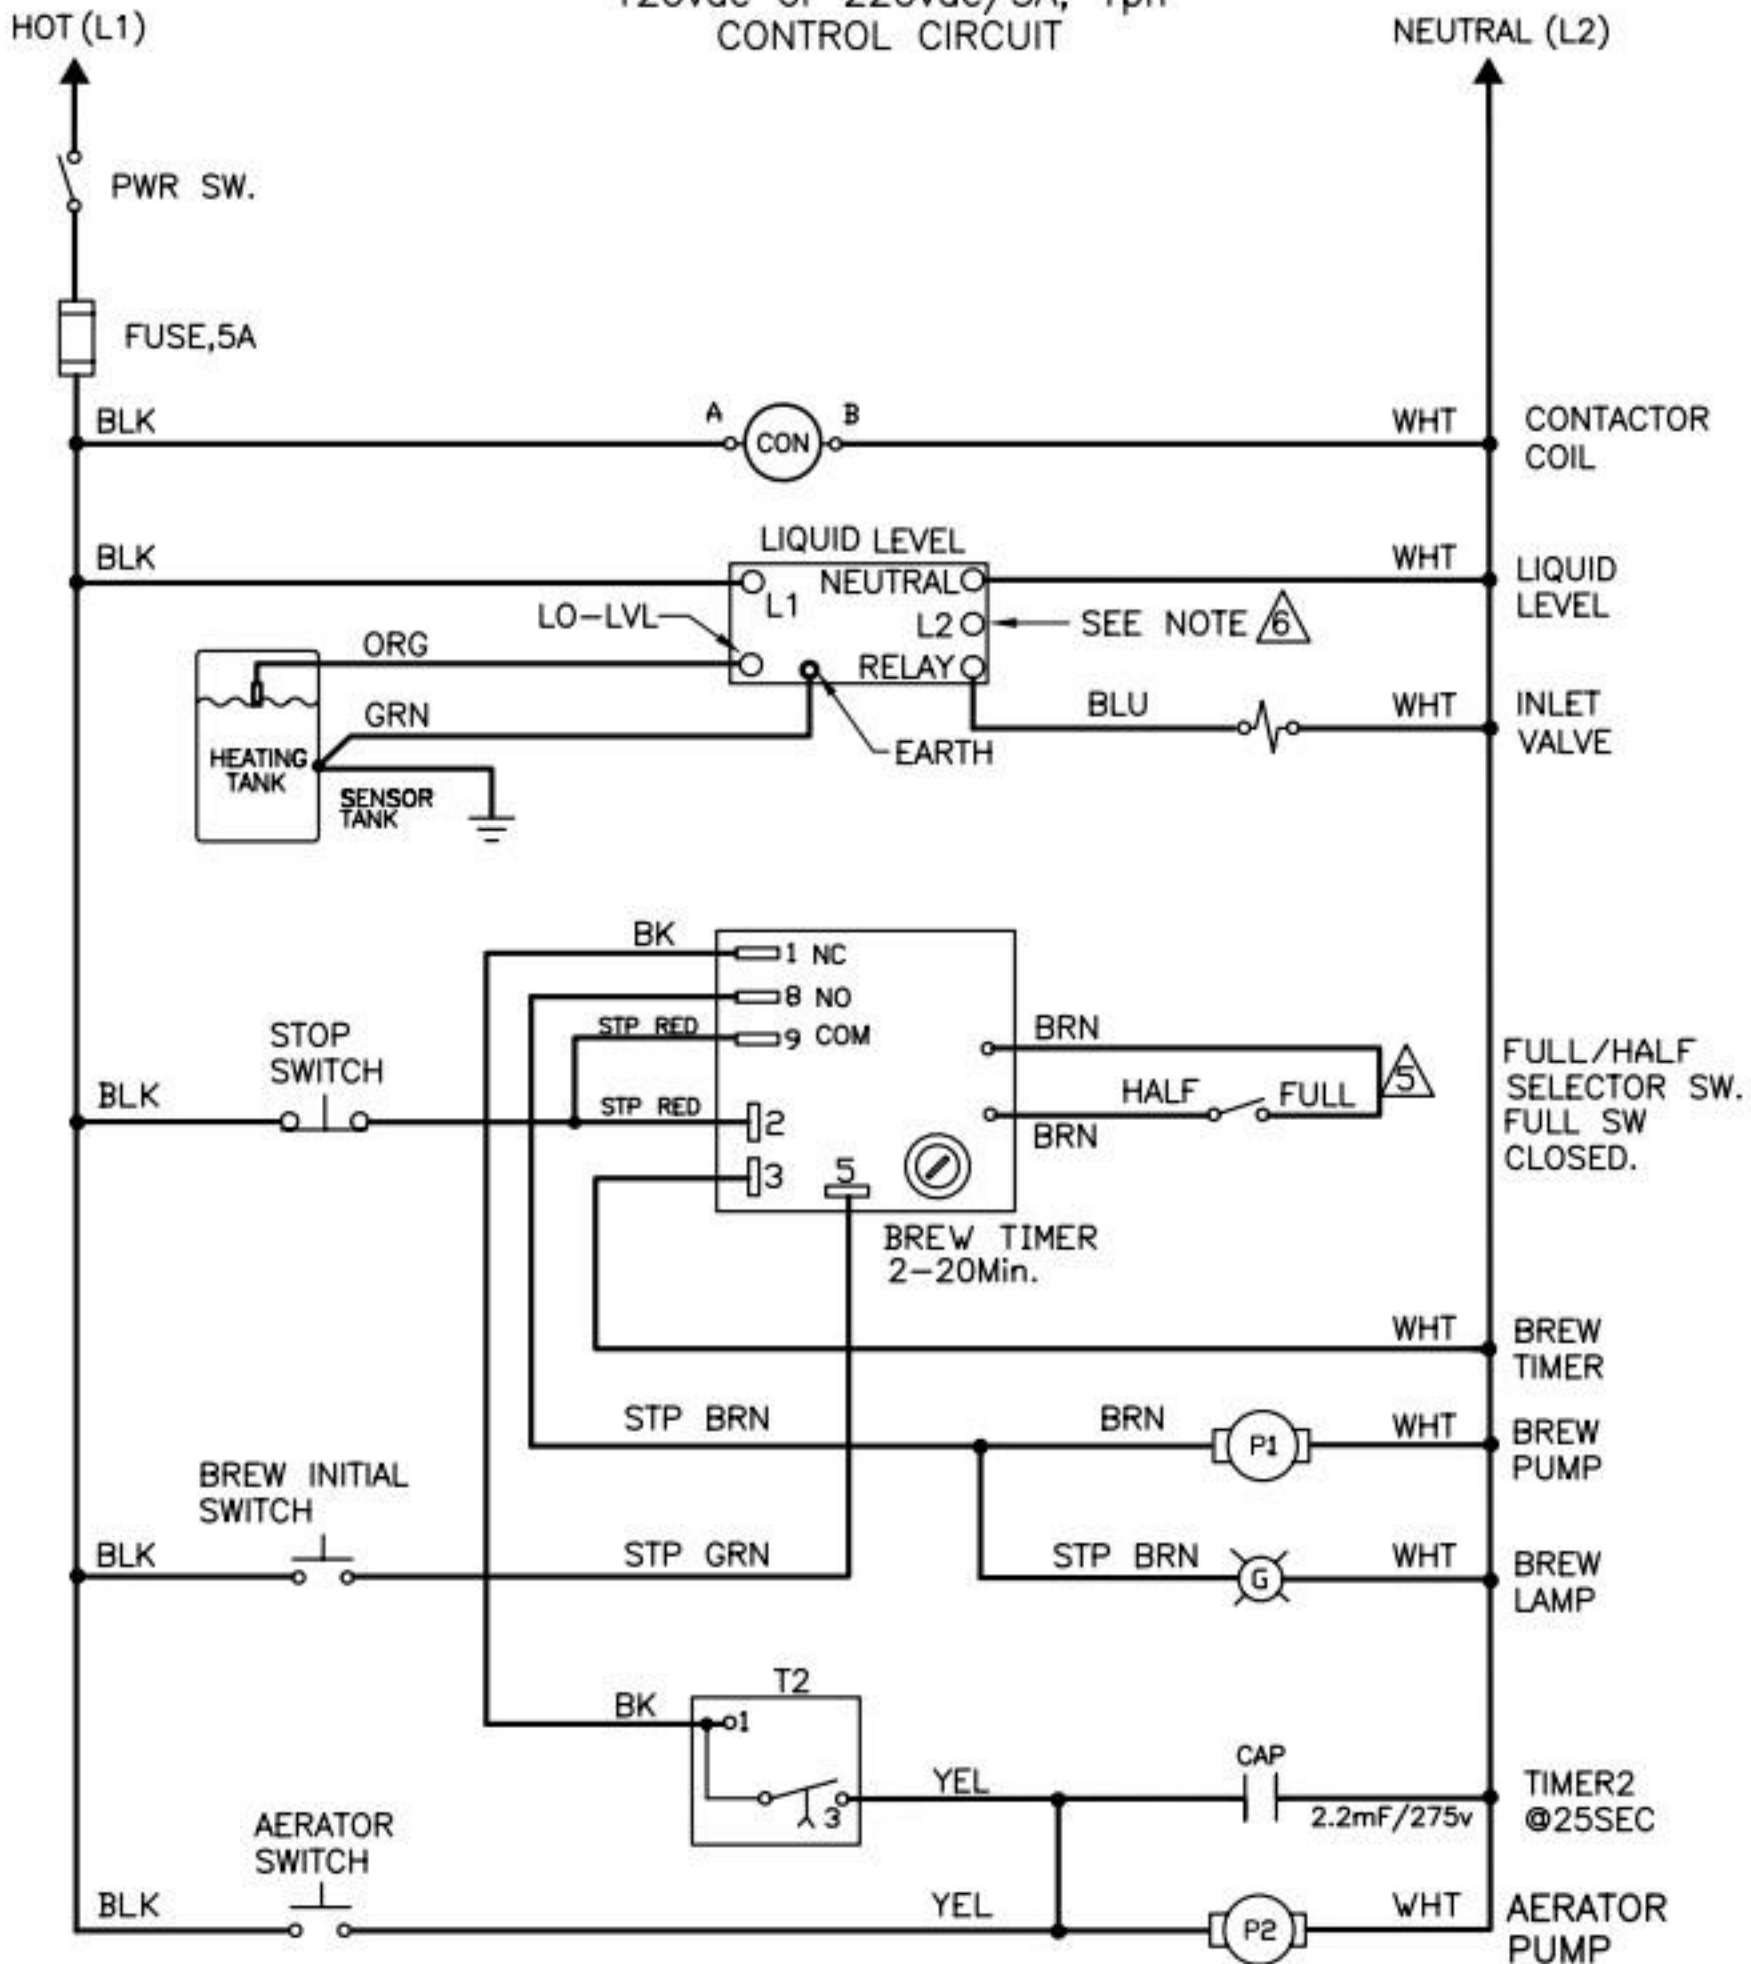 CONTROL CIRCUIT
HOT (L1)
NEUTRAL (L2)
PWR SW.
FUSE,5A
BLK
A
CON
B
WHT
CONTACTOR
COIL
LIQUID LEVEL
BLK
L1
NEUTRAL
WHT
LIQUID
LEVEL
LO-LVL
L2
SEE NOTE 6
ORG
RELAY
GRN
BLU
WHT
INLET
VALVE
EARTH
HEATING
TANK
SENSOR
TANK
BK
1 NC
8 NO
STP RED
9 COM
BRN
STOP
SWITCH
BLK
STP RED
2
HALF
FULL
5
BRN
FULL/HALF
SELECTOR SW.
FULL SW
CLOSED.
3
5
BREW TIMER
2-20Min.
WHT
BREW
TIMER
STP BRN
BRN
P1
WHT
BREW
PUMP
BREW INITIAL
SWITCH
BLK
STP GRN
STP BRN
G
WHT
BREW
LAMP
T2
BK
1
3
YEL
CAP
2.2mF/275v
TIMER2
@25SEC
AERATOR
SWITCH
BLK
YEL
P2
WHT
AERATOR
PUMP